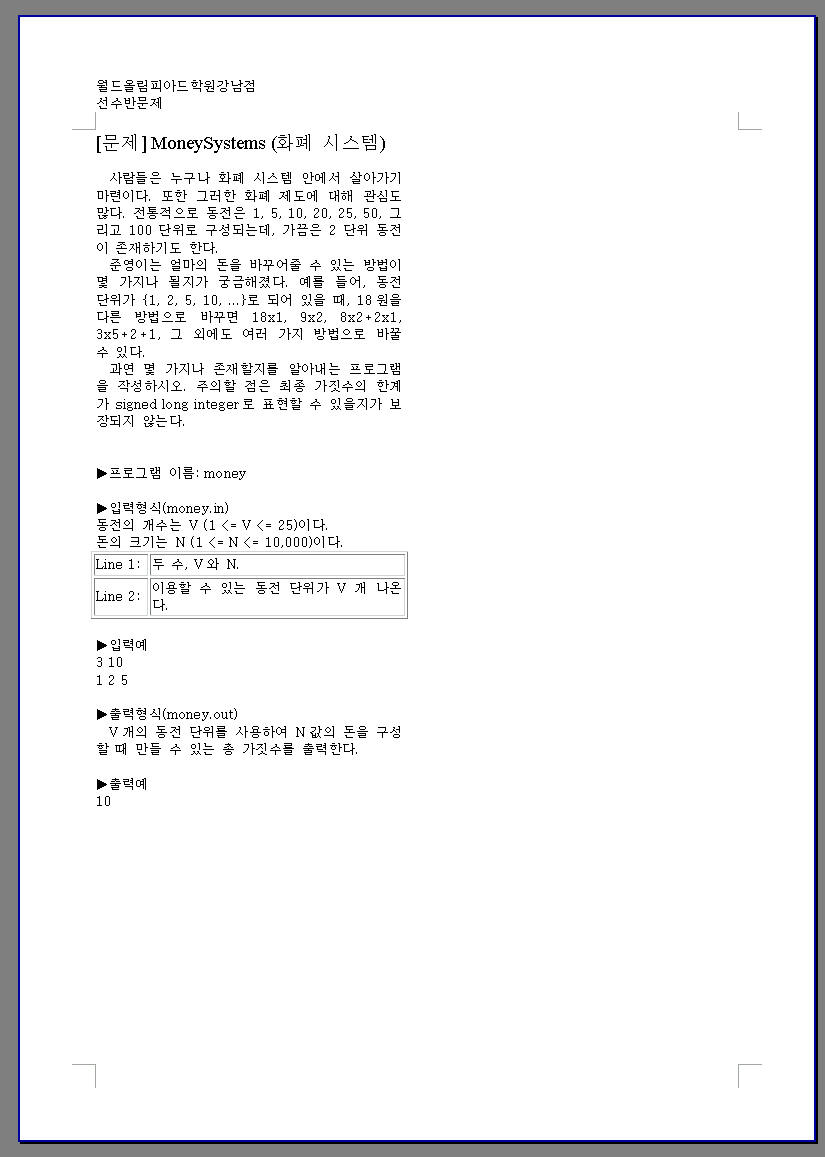 월드올림피아드학원강남점
선수반문제
[문제] MoneySystems (화폐 시스템)
사람들은 누구나 화폐 시스템 안에서 살아가기
마련이다. 또한 그러한 화폐 제도에 대해 관심도
많다. 전통적으로 동전은 1, 5, 10, 20, 25, 50, 그
리고 100 단위로 구성되는데, 가끔은 2 단위 동전
이 존재하기도 한다.
준영이는 얼마의 돈을 바꾸어줄 수 있는 방법이
몇 가지나 될지가 궁금해졌다. 예를 들어, 동전
단위가 {1, 2, 5, 10, ...}로 되어 있을 때, 18원을
다른 방법으로 바꾸면 18x1, 9x2, 8x2+2x1,
3x5+2+1, 그 외에도 여러 가지 방법으로 바꿀
수 있다.
과연 몇 가지나 존재할지를 알아내는 프로그램
을 작성하시오. 주의할 점은 최종 가짓수의 한계
가 signed long integer로 표현할 수 있을지가 보
장되지 않는다.
▶프로그램 이름: money
▶입력형식(money.in)
동전의 개수는 V (1 <= V <= 25)이다.
돈의 크기는 N (1 <= N <= 10,000)이다.
Line 1: 두 수, V와 N.
Line 2: 이용할 수 있는 동전 단위가 V 개 나온
다.
▶입력예
3 10
1 2 5
▶출력형식(money.out)
V개의 동전 단위를 사용하여 N값의 돈을 구성
할 때 만들 수 있는 총 가짓수를 출력한다.
▶출력예
10